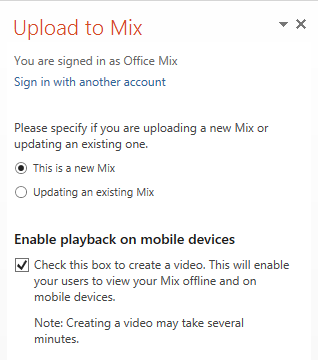 Upload to Mix
You are signed in as Office Mix
Sign in with another account
Please specify if you are uploading a new Mix or
updating an existing one.
This is a new Mix
Updating an existing Mix
Enable playback on mobile devices
Check this box to create a video. This will enable
your users to view your Mix offline and on
mobile devices.
Note: Creating a video may take several
minutes.